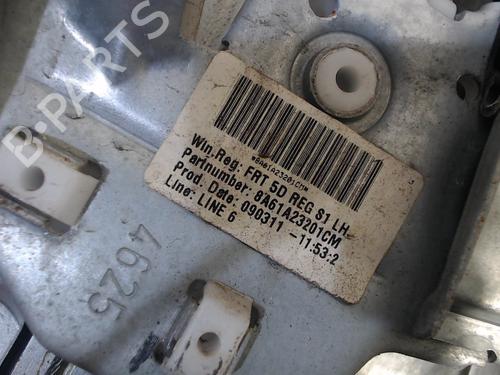 *8A61A23201CM*
Win.Reg. FRT 5D REG S1 LH
Partnumber: 8A61A23201CM
Prod. Date: 090311 -11:53:2
Line: LINE 6
4625
B-PARTS